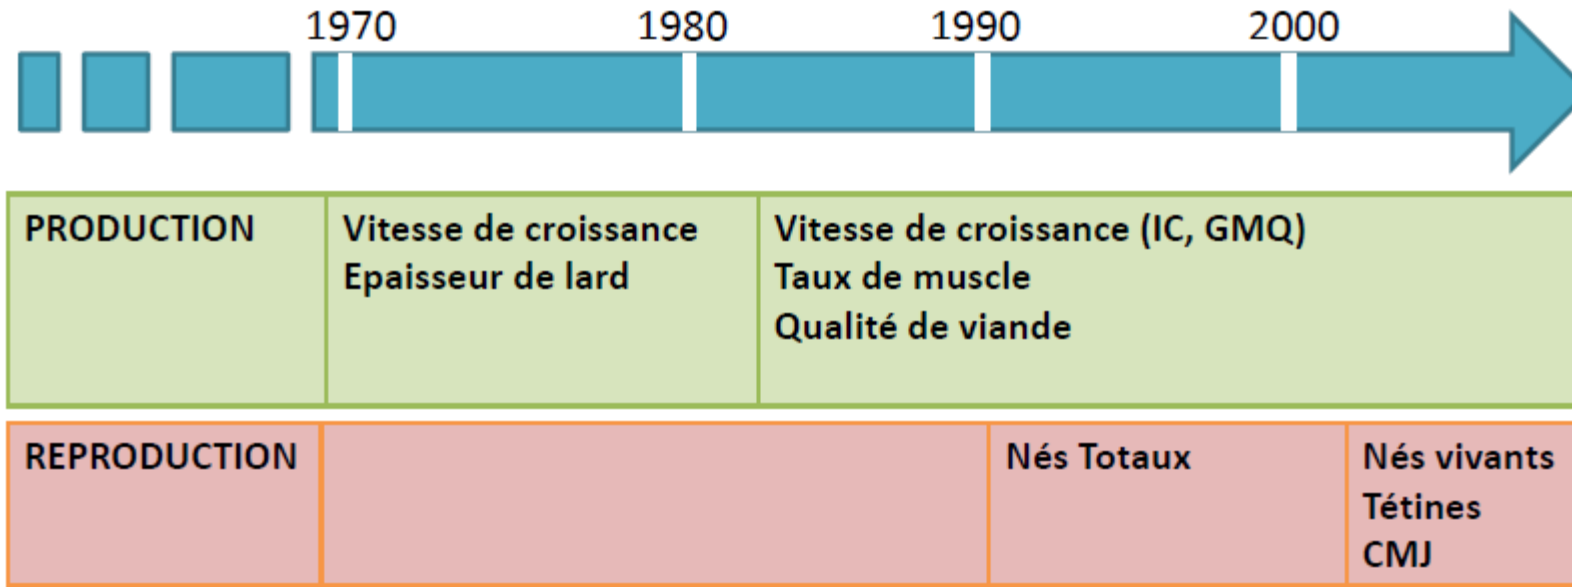 1970 1980 1990 2000
PRODUCTION
Vitesse de croissance
Epaisseur de lard
Vitesse de croissance (IC, GMQ)
Taux de muscle
Qualité de viande
REPRODUCTION
Nés Totaux
Nés vivants
Tétines
CMJ